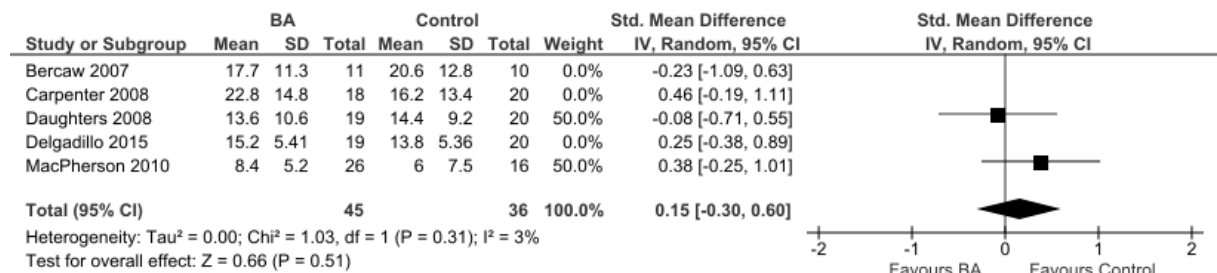 BA Control Std. Mean Difference Std. Mean Difference
Study or Subgroup Mean SD Total Mean SD Total Weight IV, Random, 95% CI IV, Random, 95% CI
Bercaw 2007 17.7 11.3 11 20.6 12.8 10 0.0% -0.23 [-1.09, 0.63]
Carpenter 2008 22.8 14.8 18 16.2 13.4 20 0.0% 0.46 [-0.19, 1.11]
Daughters 2008 13.6 10.6 19 14.4 9.2 20 50.0% -0.08 [-0.71, 0.55]
Delgadillo 2015 15.2 5.41 19 13.8 5.36 20 0.0% 0.25 [-0.38, 0.89]
MacPherson 2010 8.4 5.2 26 6 7.5 16 50.0% 0.38 [-0.25, 1.01]
Total (95% CI) 45 36 100.0% 0.15 [-0.30, 0.60]
Heterogeneity: Tau² = 0.00; Chi² = 1.03, df = 1 (P = 0.31); I² = 3%
Test for overall effect: Z = 0.66 (P = 0.51)
-2 -1 0 1 2
Favours BA Favours Control